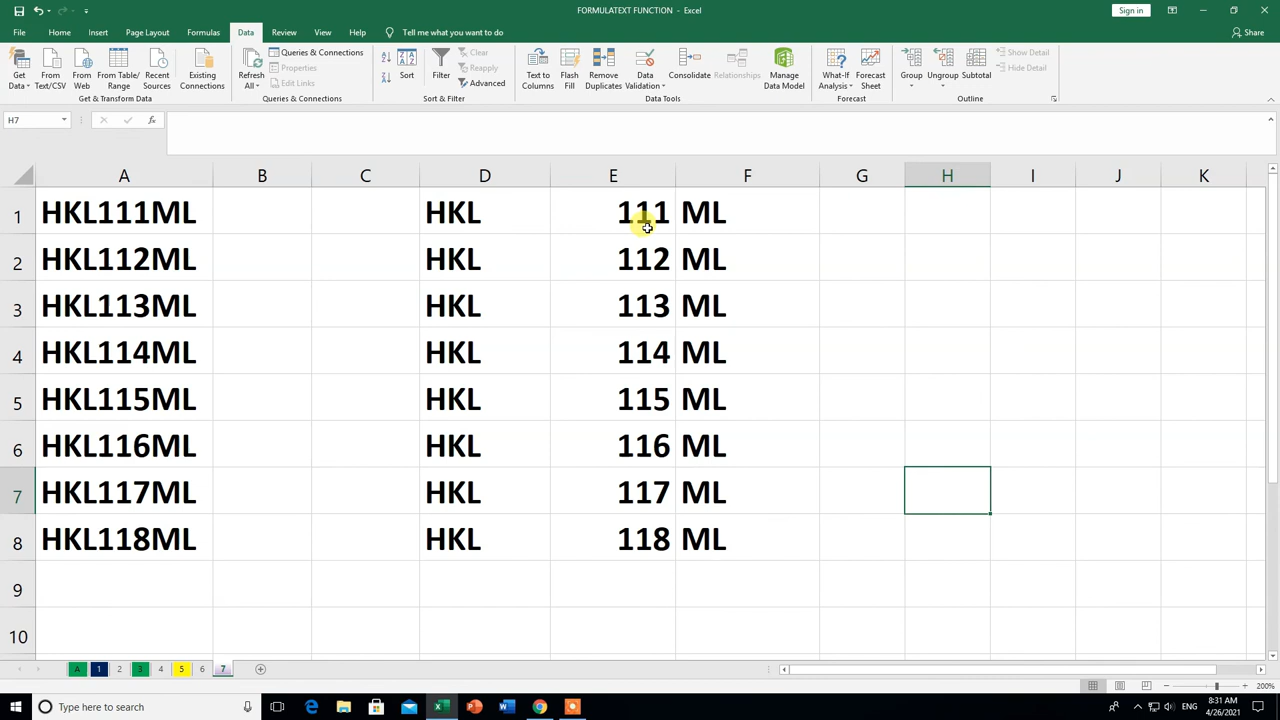 FORMULATEXT FUNCTION - Excel
Sign in
File Home Insert Page Layout Formulas Data Review View Help Tell me what you want to do
Share
Get Data
From Text/CSV
From Web
From Table/ Range
Recent Sources
Existing Connections
Get & Transform Data
Refresh All
Queries & Connections
Properties
Edit Links
Queries & Connections
Sort
Filter
Clear
Reapply
Advanced
Sort & Filter
Text to Columns
Flash Fill
Remove Duplicates
Data Validation
Consolidate
Relationships
Manage Data Model
Data Tools
What-If Analysis
Forecast Sheet
Forecast
Group
Ungroup
Subtotal
Show Detail
Hide Detail
Outline
H7
fx
A B C D E F G H I J K
1 HKL111ML HKL 111 ML
2 HKL112ML HKL 112 ML
3 HKL113ML HKL 113 ML
4 HKL114ML HKL 114 ML
5 HKL115ML HKL 115 ML
6 HKL116ML HKL 116 ML
7 HKL117ML HKL 117 ML
8 HKL118ML HKL 118 ML
9
10
A 1 2 3 4 5 6 7
200%
Type here to search
8:31 AM
4/26/2021